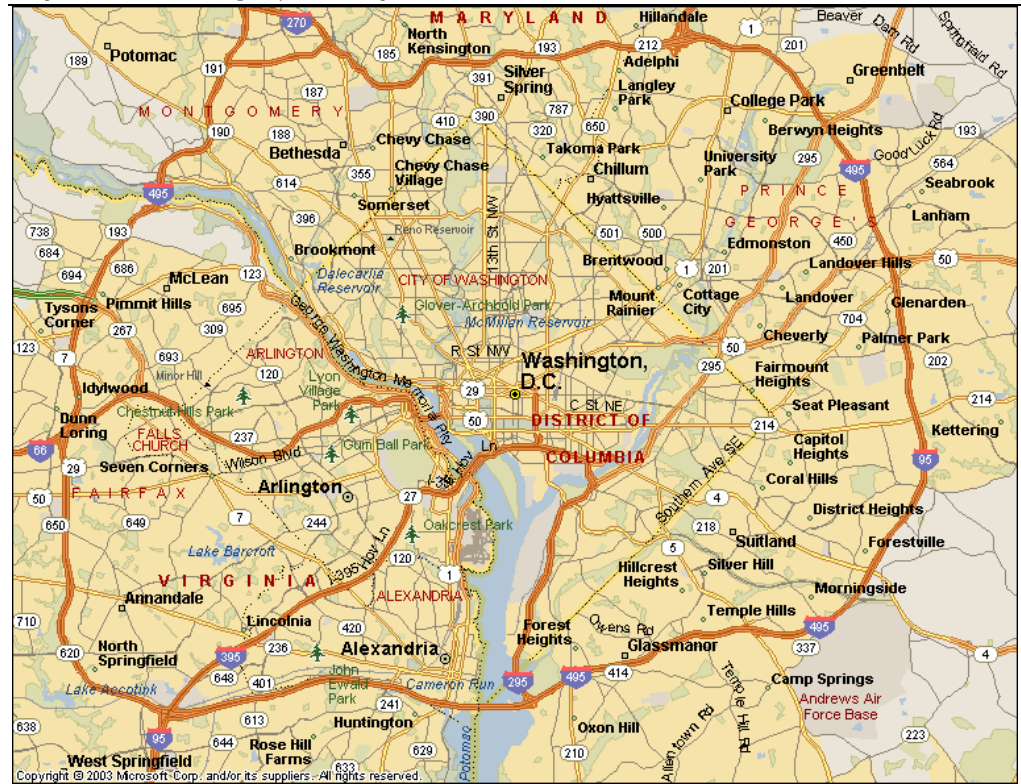 MARYLAND
Hillandale
270
North
Kensington
1
Beaver
Dam Rd
Springfield Rd
Potomac
189
191
185
193
212
201
Adelphi
Greenbelt
391
Silver
Spring
Langley
Park
187
MONTGOMERY
College Park
787
410
390
320
650
190
188
Chevy Chase
Berwyn Heights
193
Good Luck Rd
Bethesda
Takoma Park
University
Park
295
564
Chevy Chase
Village
355
Chillum
495
495
614
PRINCE
Seabrook
Somerset
Hyattsville
GEORGE'S
Lanham
396
13th St. NW
738
193
Reno Reservoir
501
500
450
684
Brookmont
Edmonston
50
694
686
McLean
123
Dalecarlia
Reservoir
CITY OF WASHINGTON
Brentwood
1
201
Landover Hills
Pimmit Hills
695
Glover-Archbold Park
Mount
Rainier
Cottage
City
Landover
Glenarden
Tysons
Corner
267
309
George Washington Memorial Pky
McMillan Reservoir
704
Cheverly
Palmer Park
123
7
693
ARLINGTON
R St NW
Washington,
D.C.
50
295
202
Minor Hill
120
Fairmount
Heights
Idylwood
Lyon
Village
Park
29
C St NE
Seat Pleasant
214
Chestnut Hills Park
Dunn
Loring
50
DISTRICT OF
COLUMBIA
214
Kettering
FALLS
CHURCH
237
Gum Ball Park
Capitol
Heights
66
29
Seven Corners
Wilson Blvd
Hov Ln
Southern Ave SE
95
FAIRFAX
Arlington
27
Coral Hills
50
4
650
649
7
244
Oakcrest Park
218
District Heights
Lake Barcroft
I-395 Hov Ln
120
Suitland
5
Forestville
VIRGINIA
1
Hillcrest
Heights
Silver Hill
Annandale
ALEXANDRIA
Morningside
710
Lincolnia
420
Forest
Heights
Owens Rd
Temple Hills
495
620
North
Springfield
395
236
Alexandria
Glassmanor
337
4
648
401
John
Ewald
Park
Cameron Run
295
495
414
Camp Springs
Lake Accotink
241
Temple Hill Rd
Andrews Air
Force Base
638
95
613
Huntington
Oxon Hill
Allentown Rd
223
644
Rose Hill
Farms
629
210
West Springfield
633
Potomac
Copyright © 2003 Microsoft Corp. and/or its suppliers. All rights reserved.